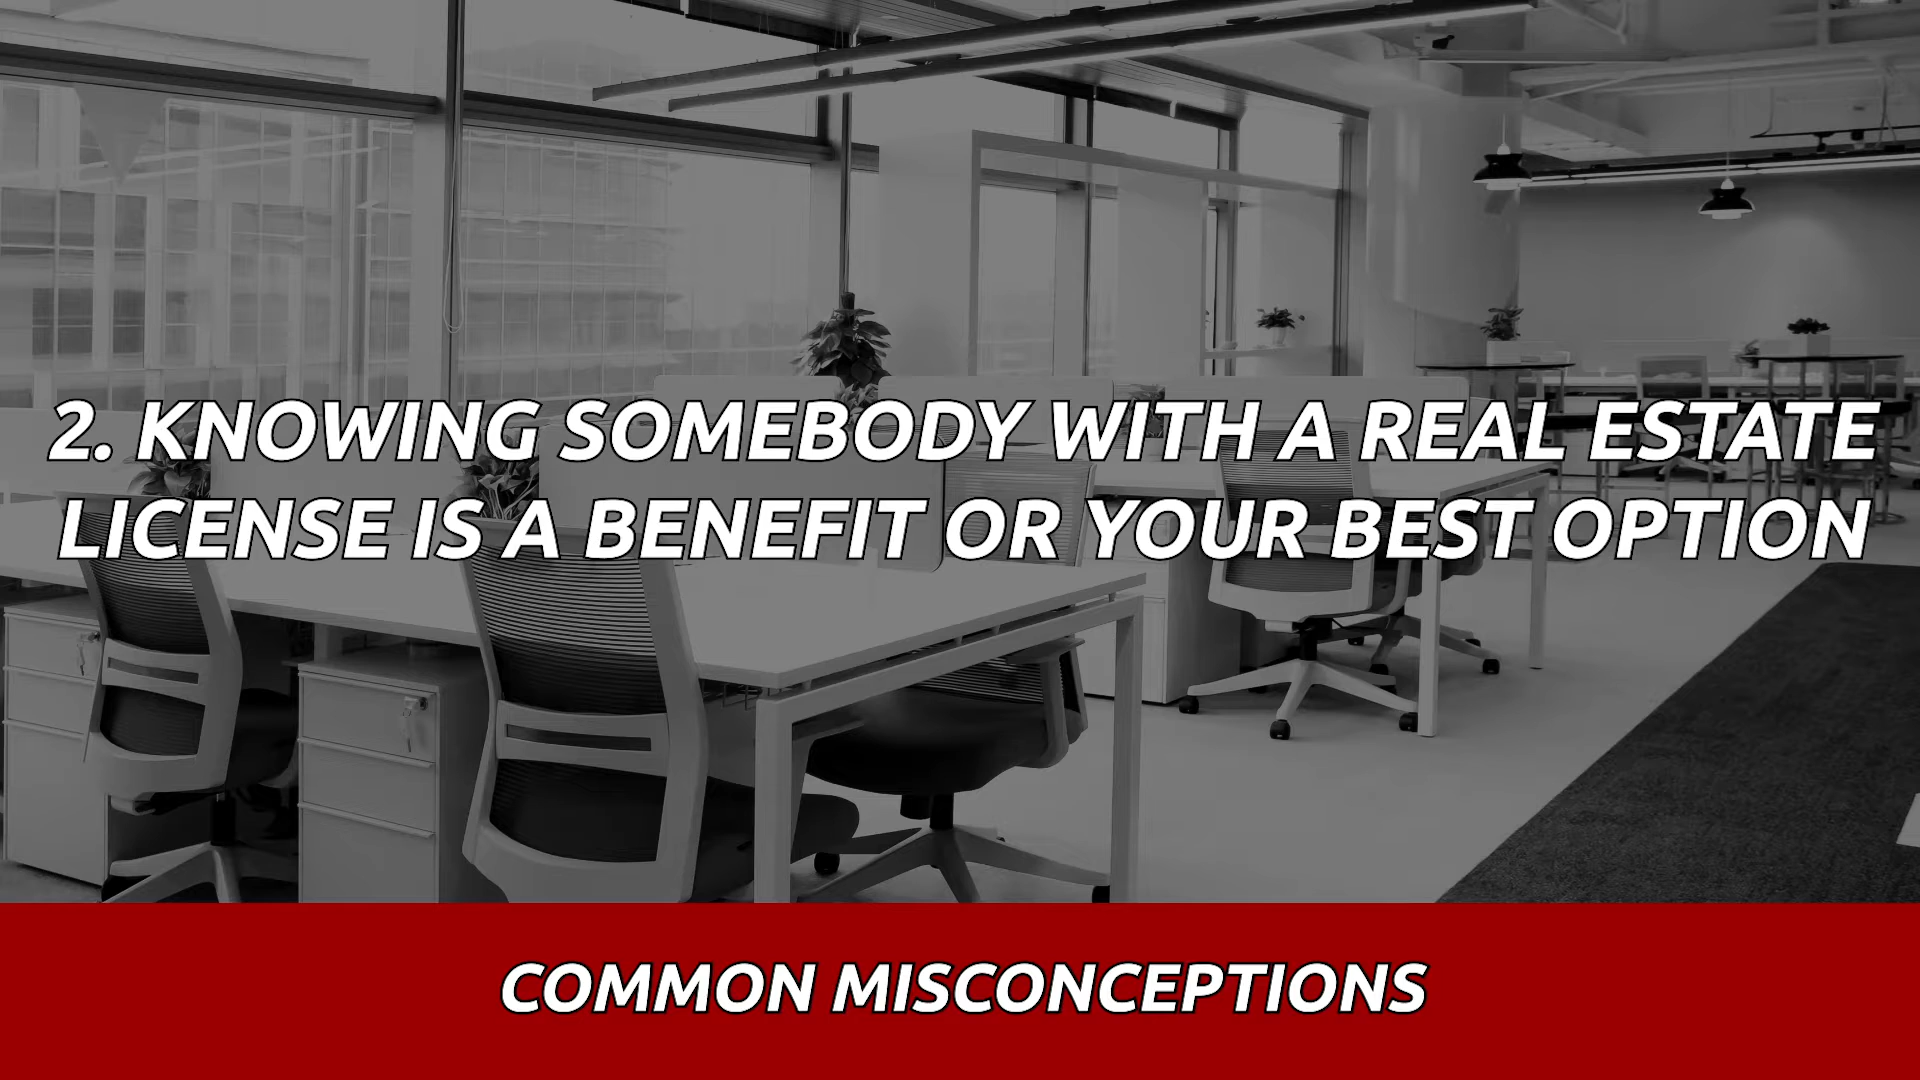 2. KNOWING SOMEBODY WITH A REAL ESTATE
LICENSE IS A BENEFIT OR YOUR BEST OPTION
COMMON MISCONCEPTIONS